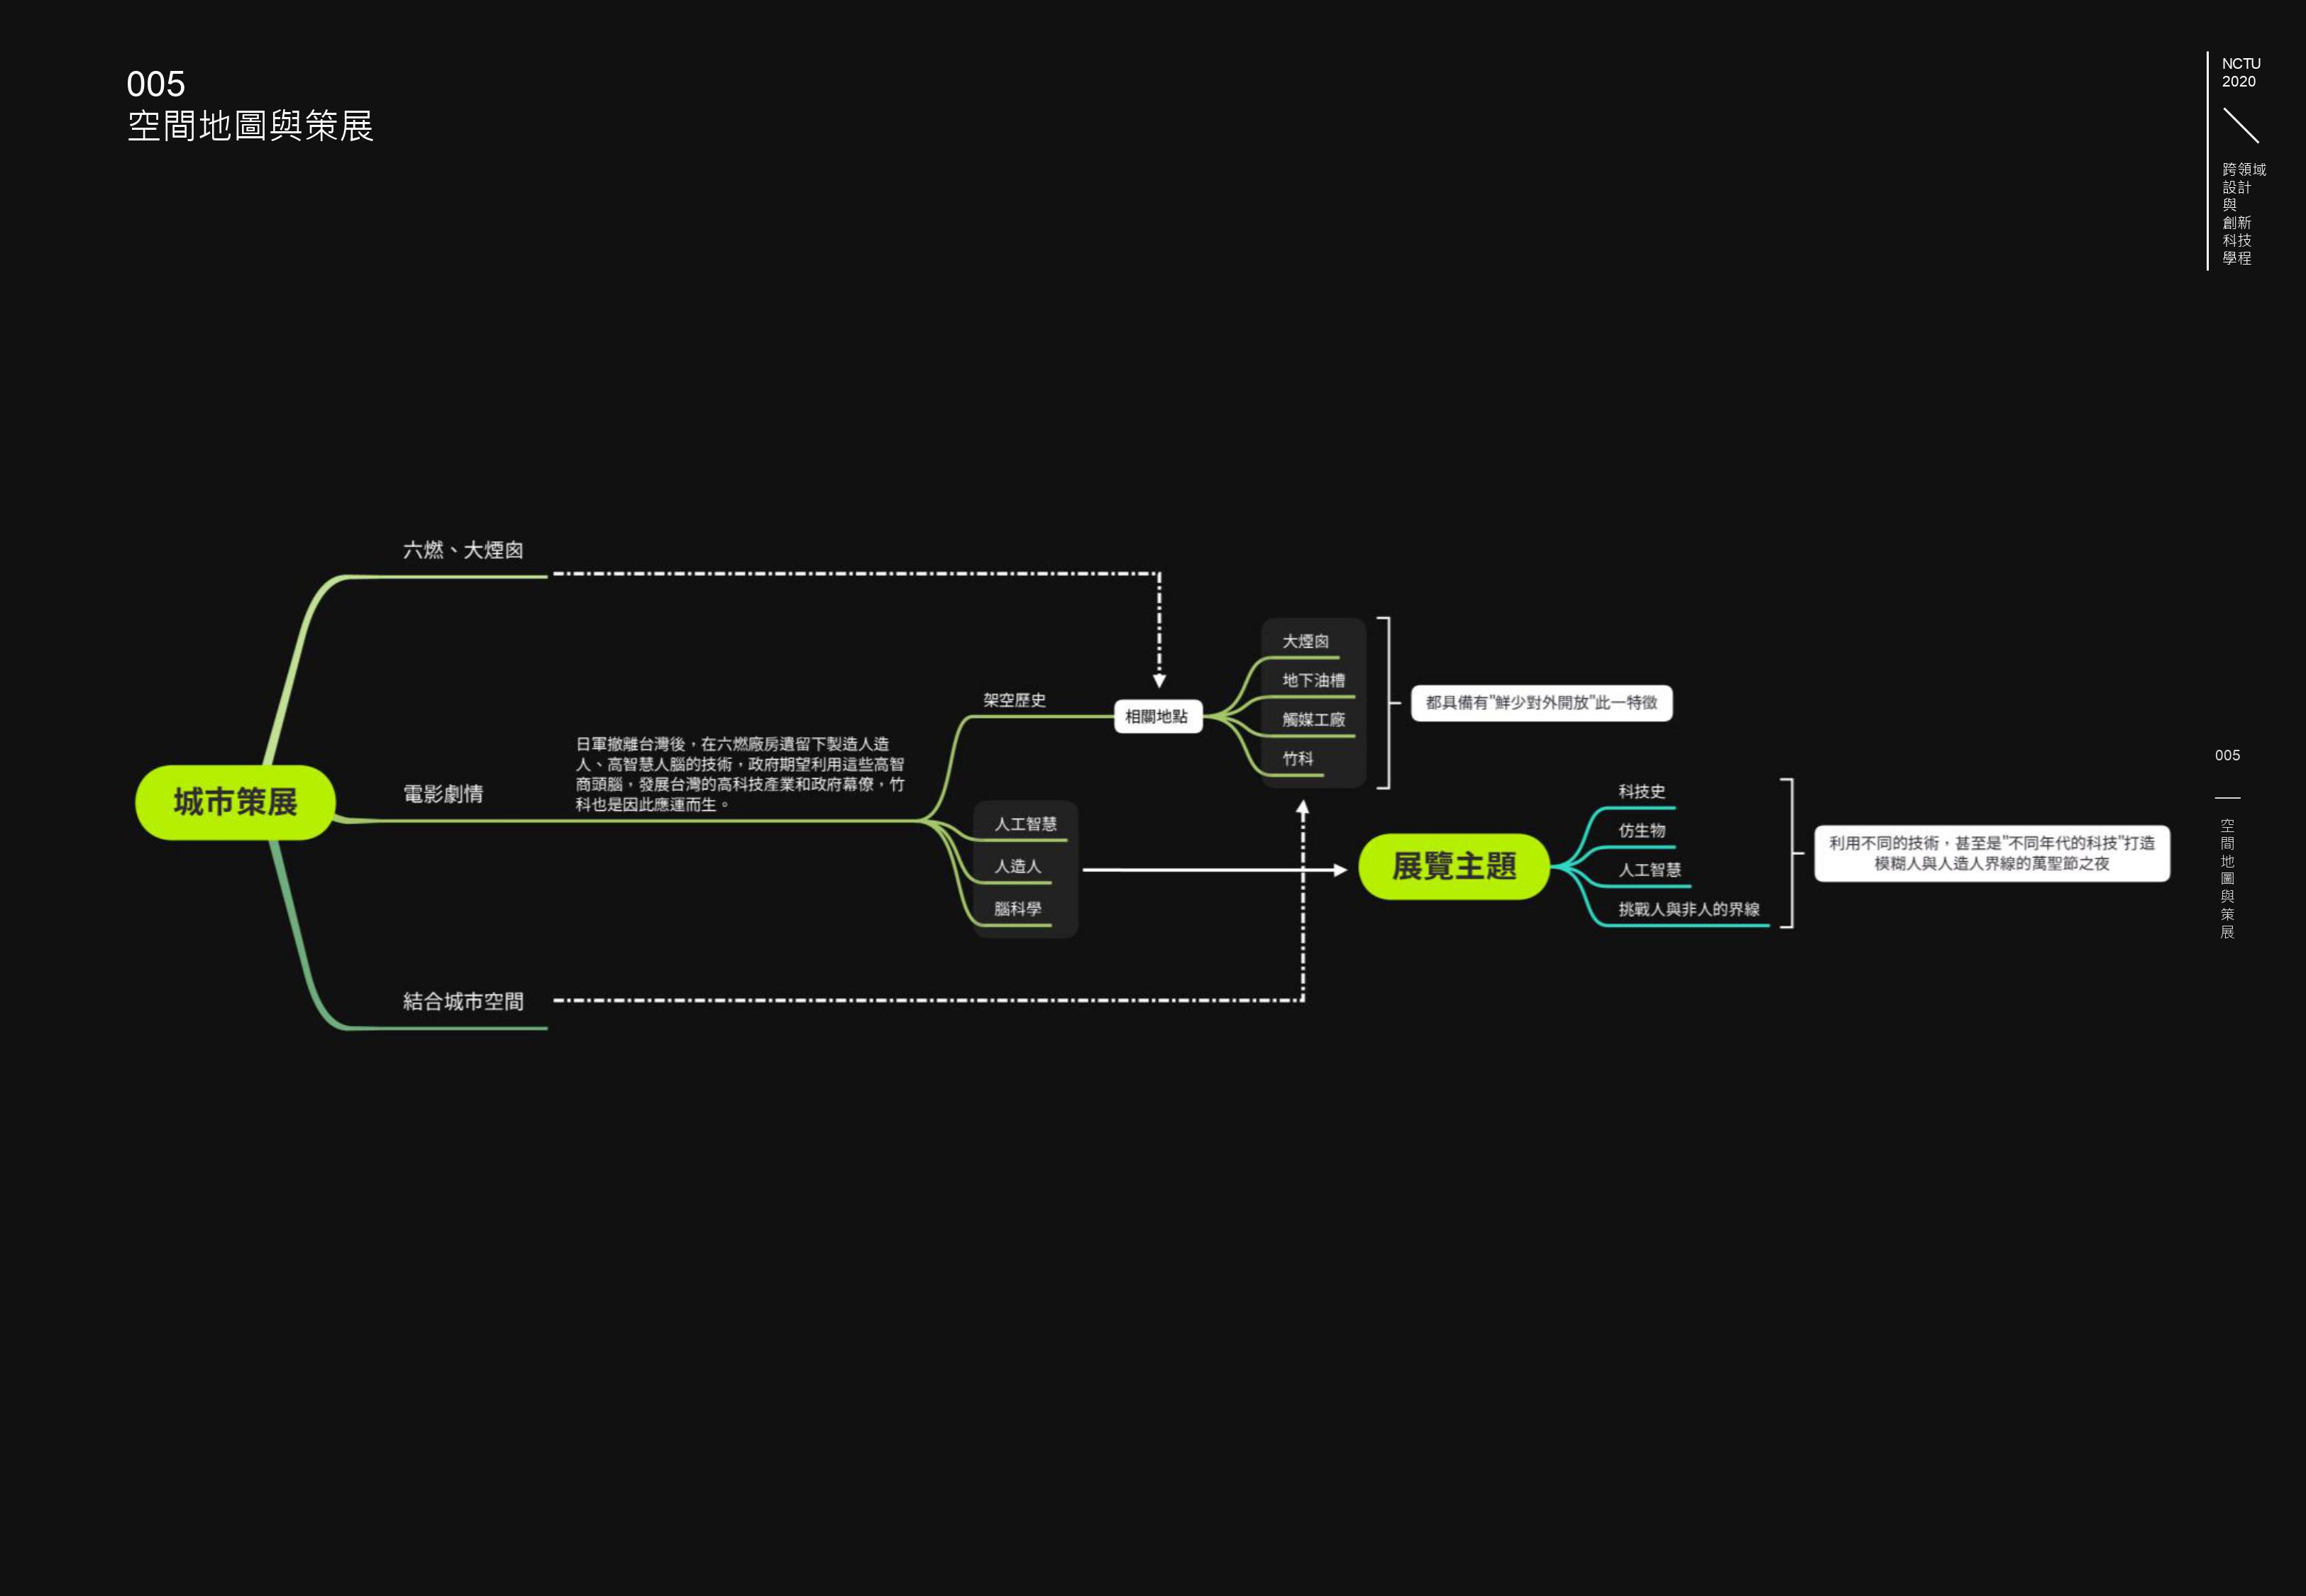 005
空間地圖與策展
NCTU
2020
跨領域
設計
與
創新
科技
學程
六燃、大煙囪
城市策展
電影劇情
日軍撤離台灣後，在六燃廠房遺留下製造人造
人、高智慧人腦的技術，政府期望利用這些高智
商頭腦，發展台灣的高科技產業和政府幕僚，竹
科也是因此應運而生。
結合城市空間
架空歷史
相關地點
大煙囪
地下油槽
觸媒工廠
竹科
都具備有"鮮少對外開放"此一特徵
人工智慧
人造人
腦科學
展覽主題
科技史
仿生物
人工智慧
挑戰人與非人的界線
利用不同的技術，甚至是"不同年代的科技"打造
模糊人與人造人界線的萬聖節之夜
005
空間地圖與策展